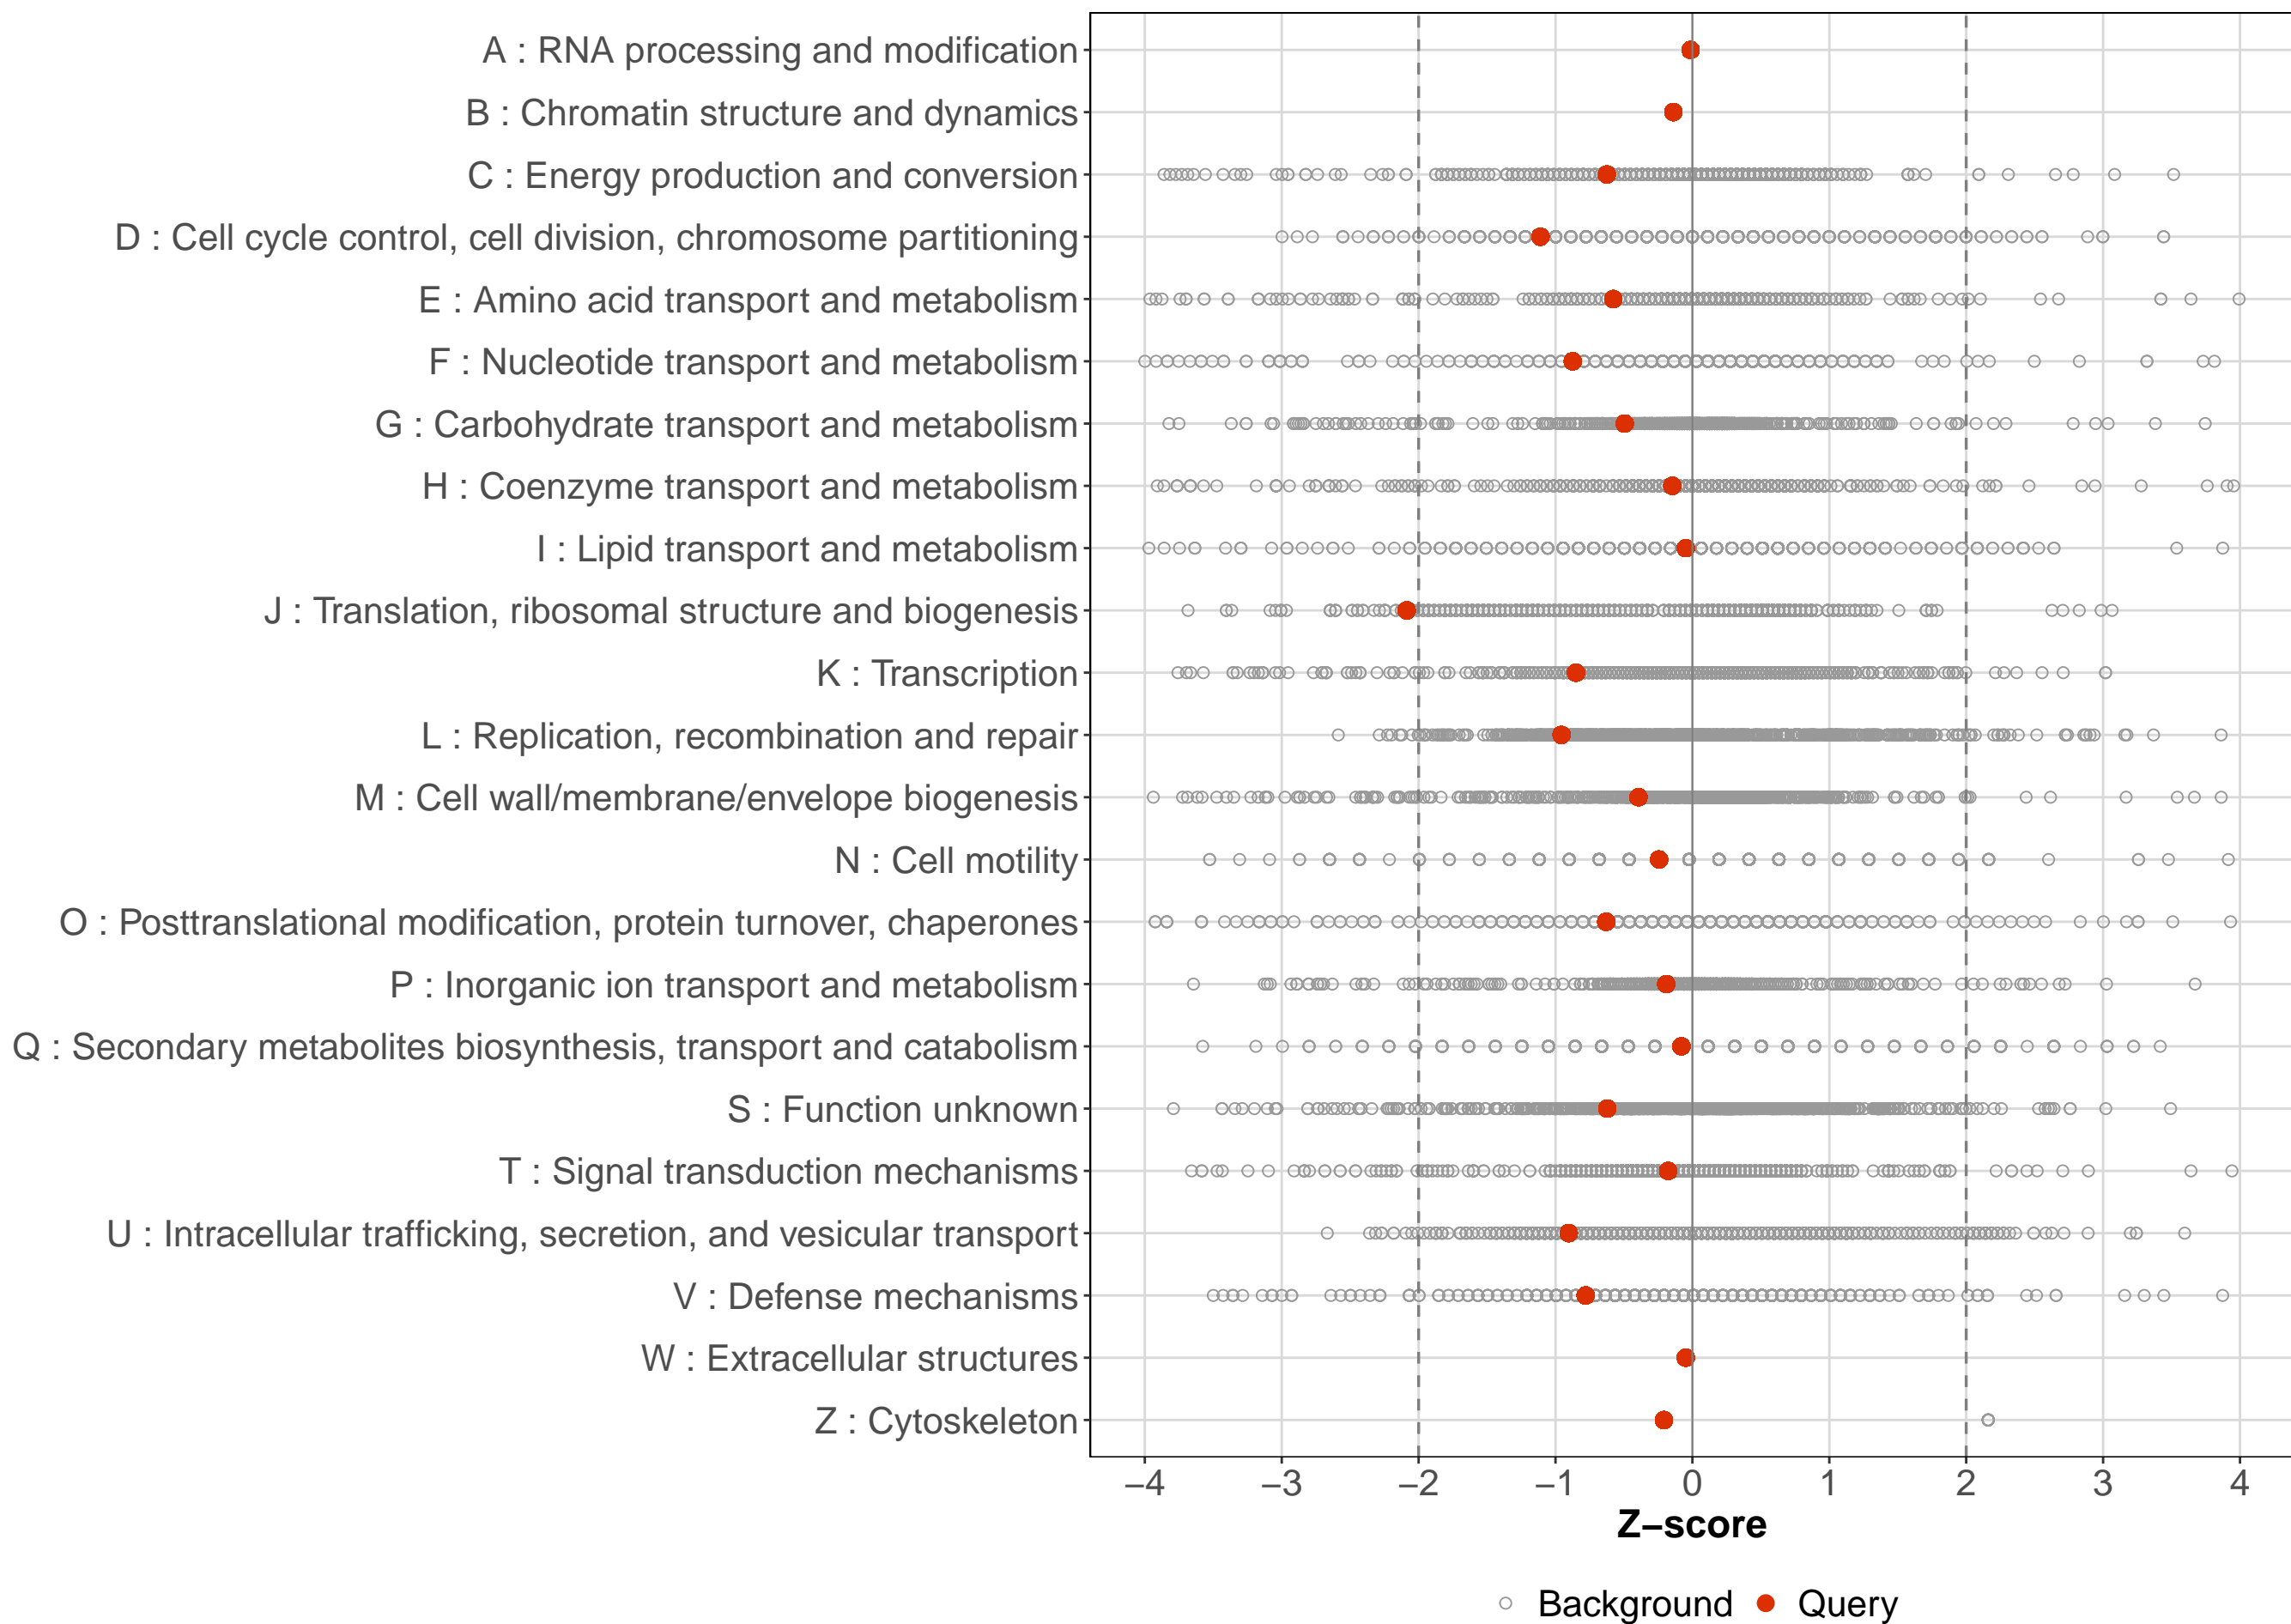 A : RNA processing and modification
B : Chromatin structure and dynamics
C : Energy production and conversion
D : Cell cycle control, cell division, chromosome partitioning
E : Amino acid transport and metabolism
F : Nucleotide transport and metabolism
G : Carbohydrate transport and metabolism
H : Coenzyme transport and metabolism
I : Lipid transport and metabolism
J : Translation, ribosomal structure and biogenesis
K : Transcription
L : Replication, recombination and repair
M : Cell wall/membrane/envelope biogenesis
N : Cell motility
O : Posttranslational modification, protein turnover, chaperones
P : Inorganic ion transport and metabolism
Q : Secondary metabolites biosynthesis, transport and catabolism
S : Function unknown
T : Signal transduction mechanisms
U : Intracellular trafficking, secretion, and vesicular transport
V : Defense mechanisms
W : Extracellular structures
Z : Cytoskeleton
−4 −3 −2 −1 0 1 2 3 4
Z−score
Background Query